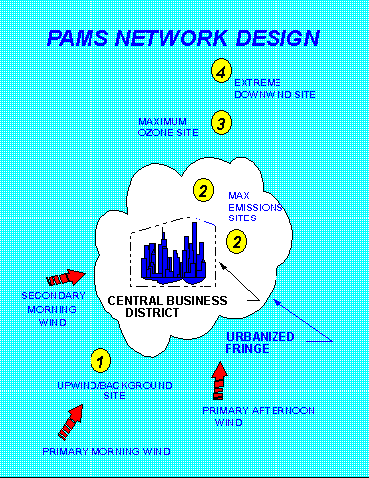 PAMS NETWORK DESIGN
4
EXTREME
DOWNWIND SITE
3
MAXIMUM
OZONE SITE
2
MAX
EMISSIONS
SITES
2
CENTRAL BUSINESS
DISTRICT
SECONDARY
MORNING
WIND
URBANIZED
FRINGE
1
UPWIND/BACKGROUND
SITE
PRIMARY AFTERNOON
WIND
PRIMARY MORNING WIND